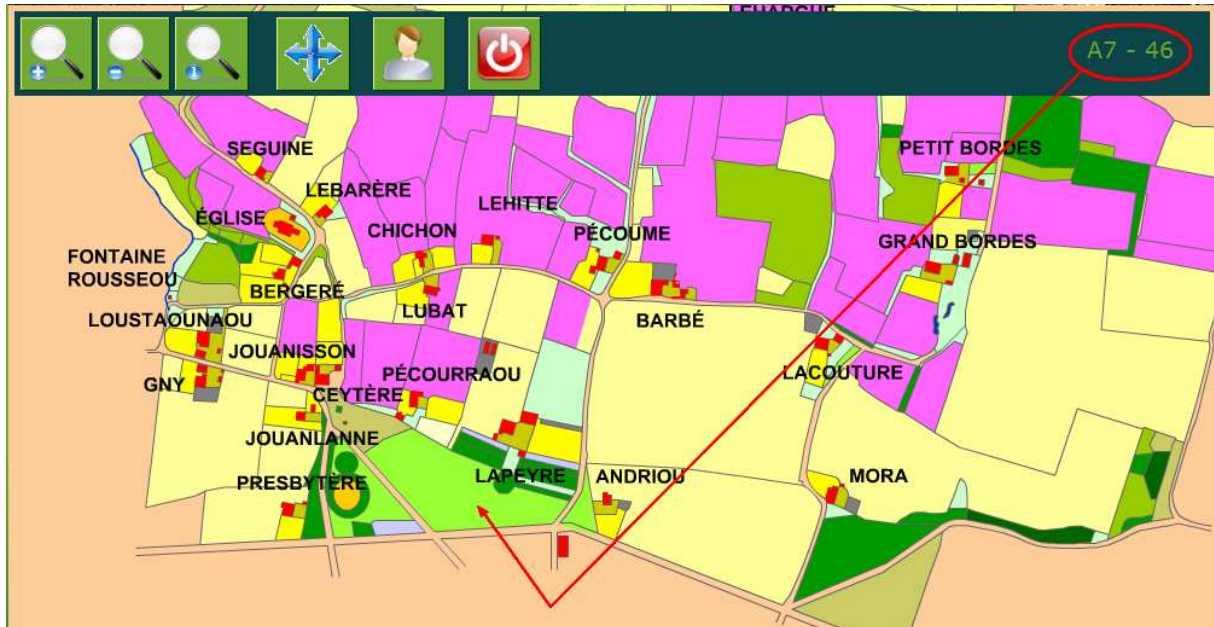 A7 - 46
SEGUINE
PETIT BORDES
LEBARÈRE
LEHITTE
ÉGLISE
CHICHON
PÉCOUME
GRAND BORDES
FONTAINE
ROUSSEOU
BERGERÉ
LUBAT
BARBÉ
LOUSTAOUNAOU
JOUANISSON
PÉCOURRAOU
LACOUTURE
GNY
CEYTÈRE
JOUANLANNE
PRESBYTÈRE
LAPEYRE
ANDRIOU
MORA